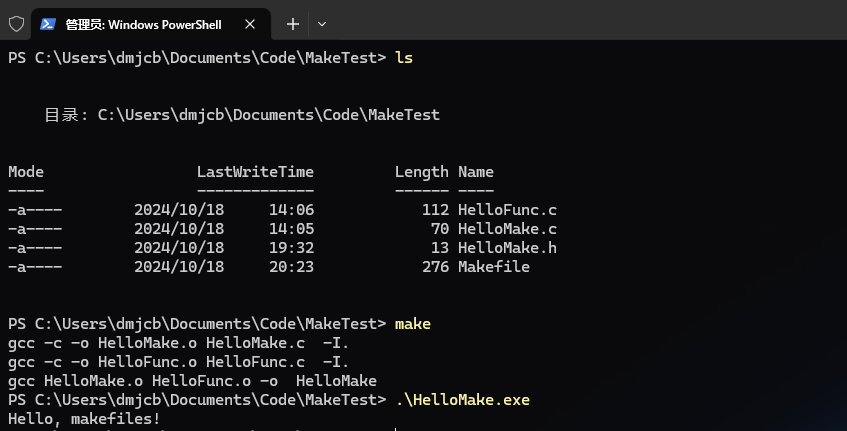 管理员: Windows PowerShell
PS C:\Users\dmjcb\Documents\Code\MakeTest> ls
目录: C:\Users\dmjcb\Documents\Code\MakeTest
Mode                 LastWriteTime         Length Name
----                 -------------         ------ ----
-a----        2024/10/18     14:06            112 HelloFunc.c
-a----        2024/10/18     14:05             70 HelloMake.c
-a----        2024/10/18     19:32             13 HelloMake.h
-a----        2024/10/18     20:23            276 Makefile
PS C:\Users\dmjcb\Documents\Code\MakeTest> make
gcc -c -o HelloMake.o HelloMake.c  -I.
gcc -c -o HelloFunc.o HelloFunc.c  -I.
gcc HelloMake.o HelloFunc.o -o  HelloMake
PS C:\Users\dmjcb\Documents\Code\MakeTest> .\HelloMake.exe
Hello, makefiles!